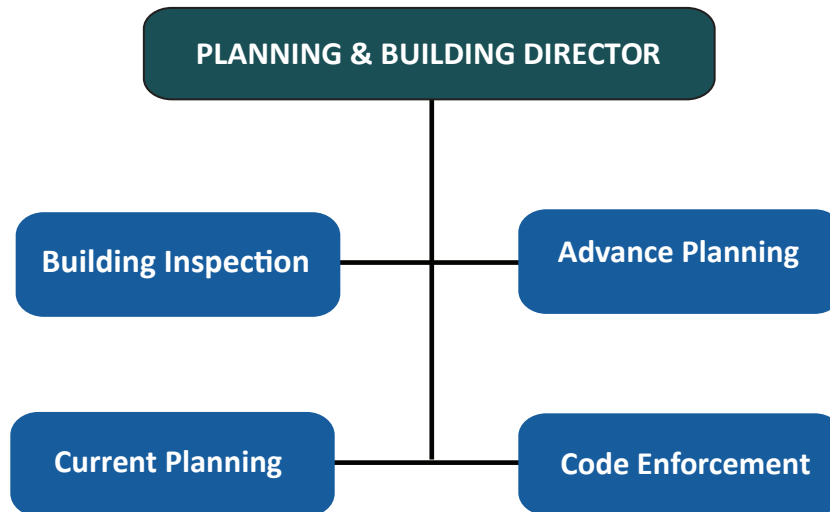 PLANNING & BUILDING DIRECTOR
Building Inspection
Advance Planning
Current Planning
Code Enforcement